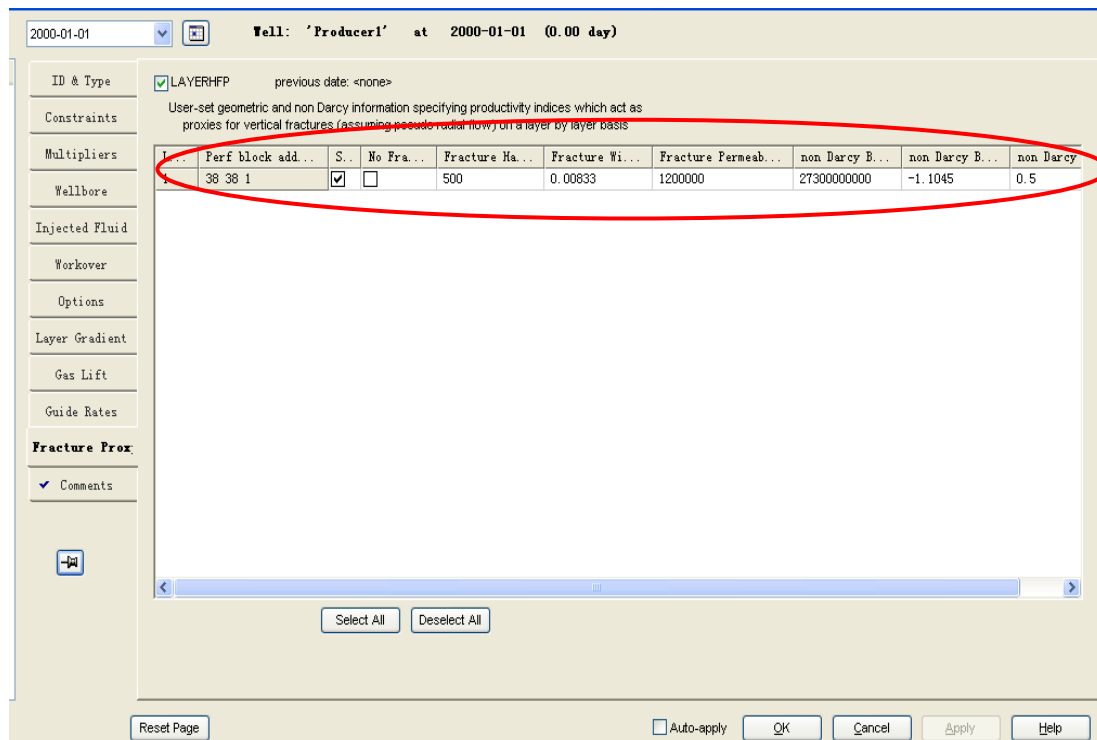 2000-01-01 Well: 'Producer1' at 2000-01-01 (0.00 day)
ID & Type
Constraints
Multipliers
Wellbore
Injected Fluid
Workover
Options
Layer Gradient
Gas Lift
Guide Rates
Fracture Prox
Comments
LAYERHFP previous date: <none>
User-set geometric and non Darcy information specifying productivity indices which act as
proxies for vertical fractures (assuming pseudo radial flow) on a layer by layer basis
L... Perf block add... S.. No Fra... Fracture Ha... Fracture Wi... Fracture Permeab... non Darcy B... non Darcy B... non Darcy
1 38 38 1 500 0.00833 1200000 27300000000 -1.1045 0.5
Select All Deselect All
Reset Page Auto-apply OK Cancel Apply Help